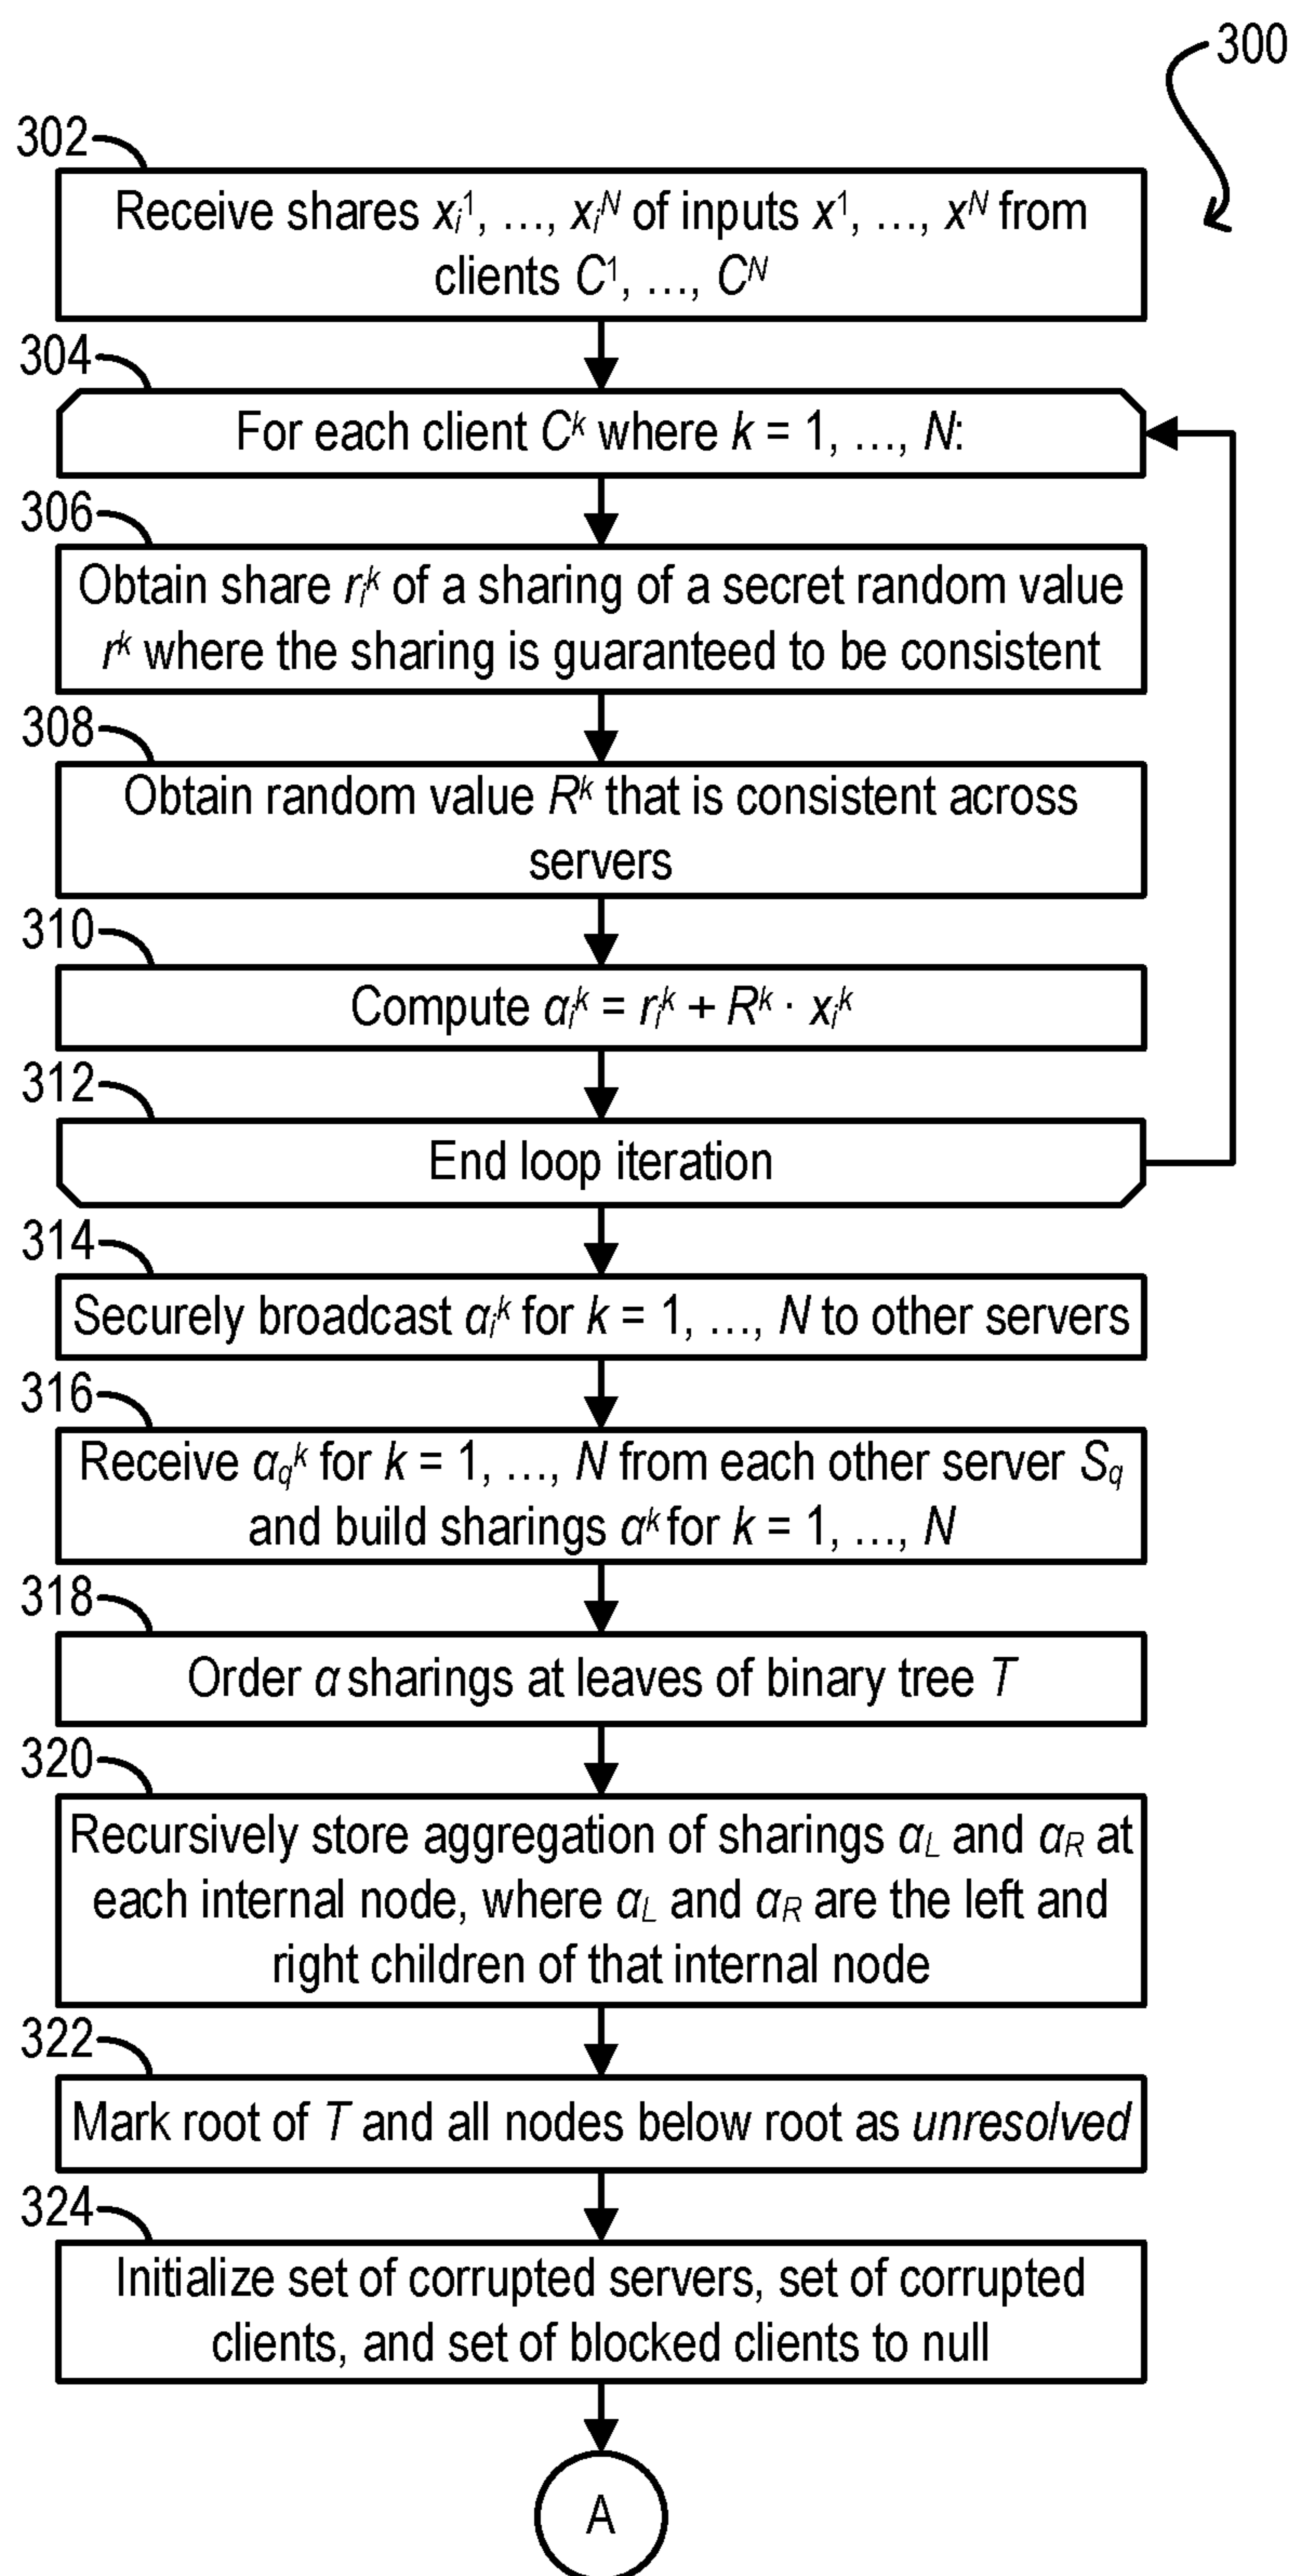 300
302
Receive shares xᵢ¹, …, xᵢᴺ of inputs x¹, …, xᴺ from
clients C¹, …, Cᴺ
304
For each client Cᵏ where k = 1, …, N:
306
Obtain share rᵢᵏ of a sharing of a secret random value
rᵏ where the sharing is guaranteed to be consistent
308
Obtain random value Rᵏ that is consistent across
servers
310
Compute αᵢᵏ = rᵢᵏ + Rᵏ · xᵢᵏ
312
End loop iteration
314
Securely broadcast αᵢᵏ for k = 1, …, N to other servers
316
Receive α_qᵏ for k = 1, …, N from each other server S_q
and build sharings αᵏ for k = 1, …, N
318
Order α sharings at leaves of binary tree T
320
Recursively store aggregation of sharings α_L and α_R at
each internal node, where α_L and α_R are the left and
right children of that internal node
322
Mark root of T and all nodes below root as unresolved
324
Initialize set of corrupted servers, set of corrupted
clients, and set of blocked clients to null
A